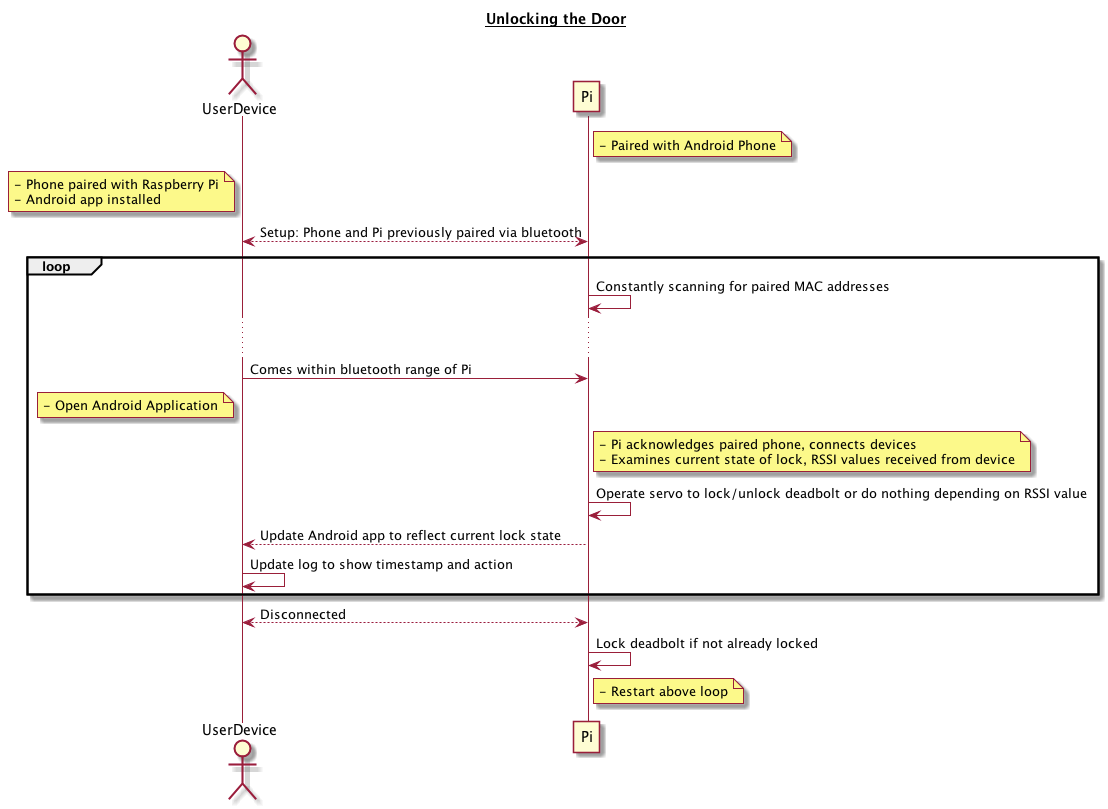 Unlocking the Door
UserDevice
Pi
- Paired with Android Phone
- Phone paired with Raspberry Pi
- Android app installed
Setup: Phone and Pi previously paired via bluetooth
loop
Constantly scanning for paired MAC addresses
Comes within bluetooth range of Pi
- Open Android Application
- Pi acknowledges paired phone, connects devices
- Examines current state of lock, RSSI values received from device
Operate servo to lock/unlock deadbolt or do nothing depending on RSSI value
Update Android app to reflect current lock state
Update log to show timestamp and action
Disconnected
Lock deadbolt if not already locked
- Restart above loop
UserDevice
Pi